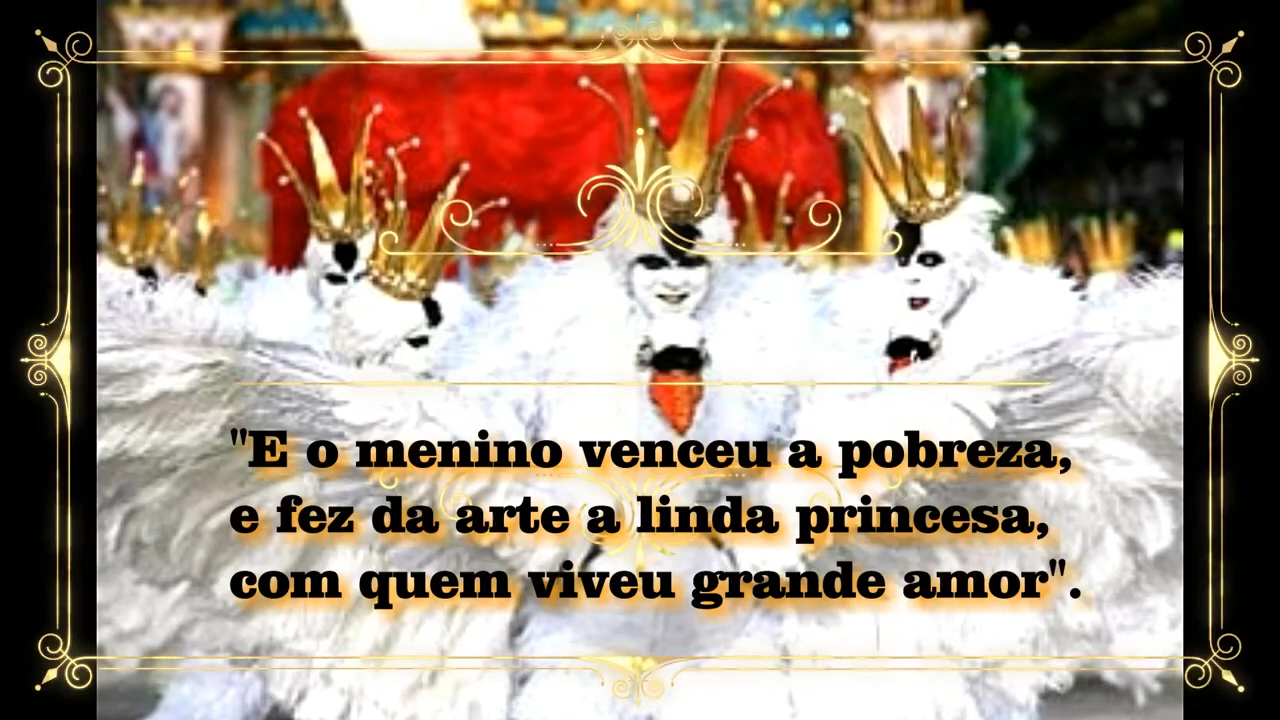 "E o menino venceu a pobreza,
e fez da arte a linda princesa,
com quem viveu grande amor".